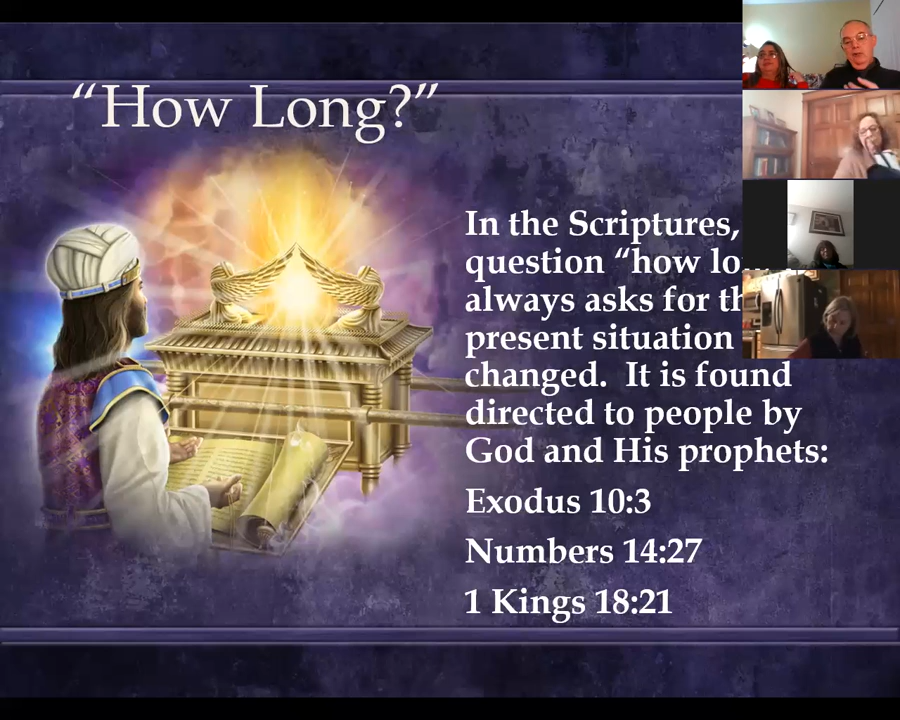 “How Long?”
In the Scriptures,
question “how lo
always asks for th
present situation
changed.  It is found
directed to people by
God and His prophets:
Exodus 10:3
Numbers 14:27
1 Kings 18:21